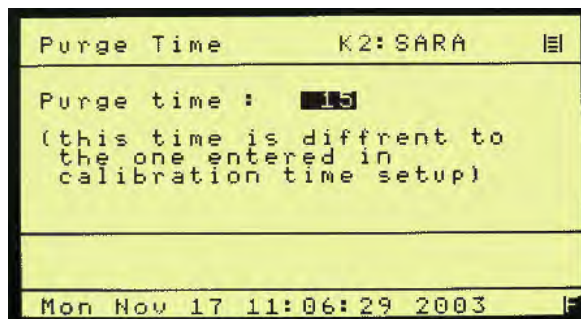 Purge Time K2:SARA
Purge time : 15
(this time is diffrent to
the one entered in
calibration time setup)
Mon Nov 17 11:06:29 2003